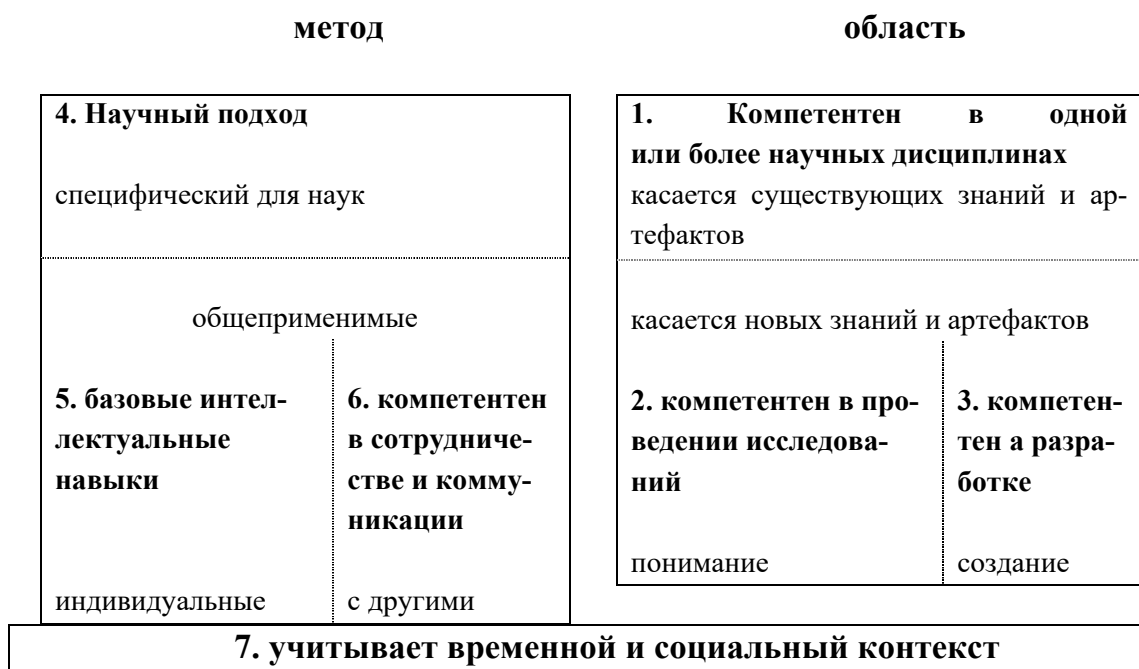 метод
область
4. Научный подход
специфический для наук
общеприменимые
5. базовые интел-
лектуальные
навыки
индивидуальные
6. компетентен
в сотрудниче-
стве и комму-
никации
с другими
1. Компетентен в одной
или более научных дисциплинах
касается существующих знаний и ар-
тефактов
касается новых знаний и артефактов
2. компетентен в про-
ведении исследова-
ний
понимание
3. компетен-
тен а разра-
ботке
создание
7. учитывает временной и социальный контекст